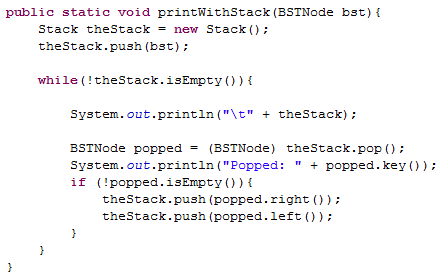 public static void printWithStack(BSTNode bst){
    Stack theStack = new Stack();
    theStack.push(bst);

    while(!theStack.isEmpty()){

        System.out.println("\t" + theStack);

        BSTNode popped = (BSTNode) theStack.pop();
        System.out.println("Popped: " + popped.key());
        if (!popped.isEmpty()){
            theStack.push(popped.right());
            theStack.push(popped.left());
        }
    }
}